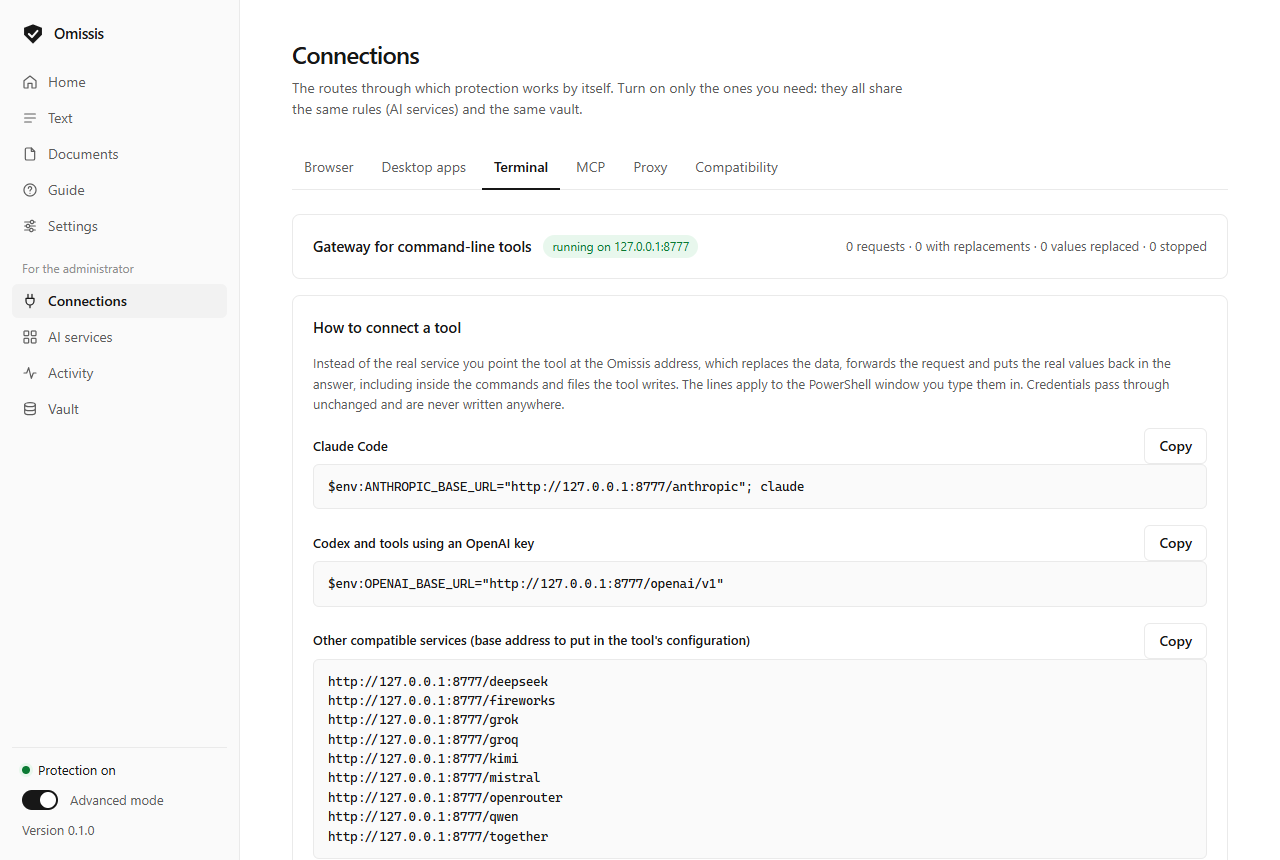 Omissis
Home
Text
Documents
Guide
Settings
For the administrator
Connections
AI services
Activity
Vault
Protection on
Advanced mode
Version 0.1.0
Connections
The routes through which protection works by itself. Turn on only the ones you need: they all share
the same rules (AI services) and the same vault.
Browser Desktop apps Terminal MCP Proxy Compatibility
Gateway for command-line tools running on 127.0.0.1:8777 0 requests · 0 with replacements · 0 values replaced · 0 stopped
How to connect a tool
Instead of the real service you point the tool at the Omissis address, which replaces the data, forwards the request and puts the real values back in the
answer, including inside the commands and files the tool writes. The lines apply to the PowerShell window you type them in. Credentials pass through
unchanged and are never written anywhere.
Claude Code Copy
$env:ANTHROPIC_BASE_URL="http://127.0.0.1:8777/anthropic"; claude
Codex and tools using an OpenAI key Copy
$env:OPENAI_BASE_URL="http://127.0.0.1:8777/openai/v1"
Other compatible services (base address to put in the tool's configuration) Copy
http://127.0.0.1:8777/deepseek
http://127.0.0.1:8777/fireworks
http://127.0.0.1:8777/grok
http://127.0.0.1:8777/groq
http://127.0.0.1:8777/kimi
http://127.0.0.1:8777/mistral
http://127.0.0.1:8777/openrouter
http://127.0.0.1:8777/qwen
http://127.0.0.1:8777/together